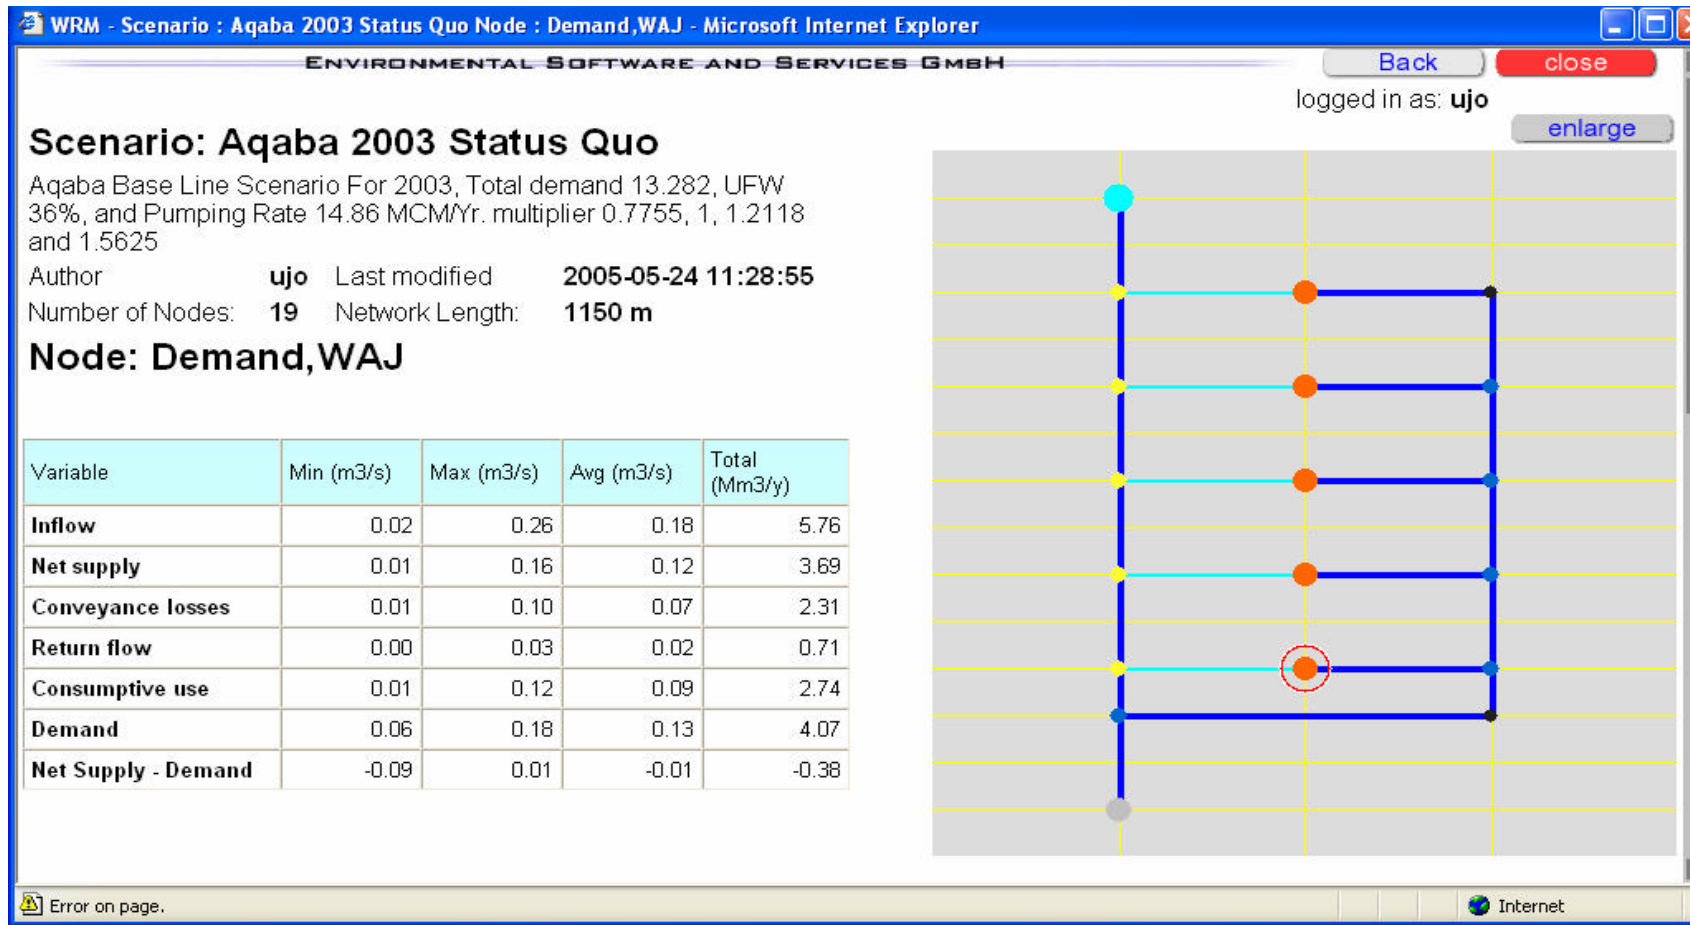 WRM - Scenario : Aqaba 2003 Status Quo Node : Demand,WAJ - Microsoft Internet Explorer
ENVIRONMENTAL SOFTWARE AND SERVICES GMBH
Back close
logged in as: ujo
enlarge
Scenario: Aqaba 2003 Status Quo
Aqaba Base Line Scenario For 2003, Total demand 13.282, UFW
36%, and Pumping Rate 14.86 MCM/Yr. multiplier 0.7755, 1, 1.2118
and 1.5625
Author ujo Last modified 2005-05-24 11:28:55
Number of Nodes: 19 Network Length: 1150 m
Node: Demand,WAJ
Variable Min (m3/s) Max (m3/s) Avg (m3/s) Total (Mm3/y)
Inflow 0.02 0.26 0.18 5.76
Net supply 0.01 0.16 0.12 3.69
Conveyance losses 0.01 0.10 0.07 2.31
Return flow 0.00 0.03 0.02 0.71
Consumptive use 0.01 0.12 0.09 2.74
Demand 0.06 0.18 0.13 4.07
Net Supply - Demand -0.09 0.01 -0.01 -0.38
Error on page. Internet